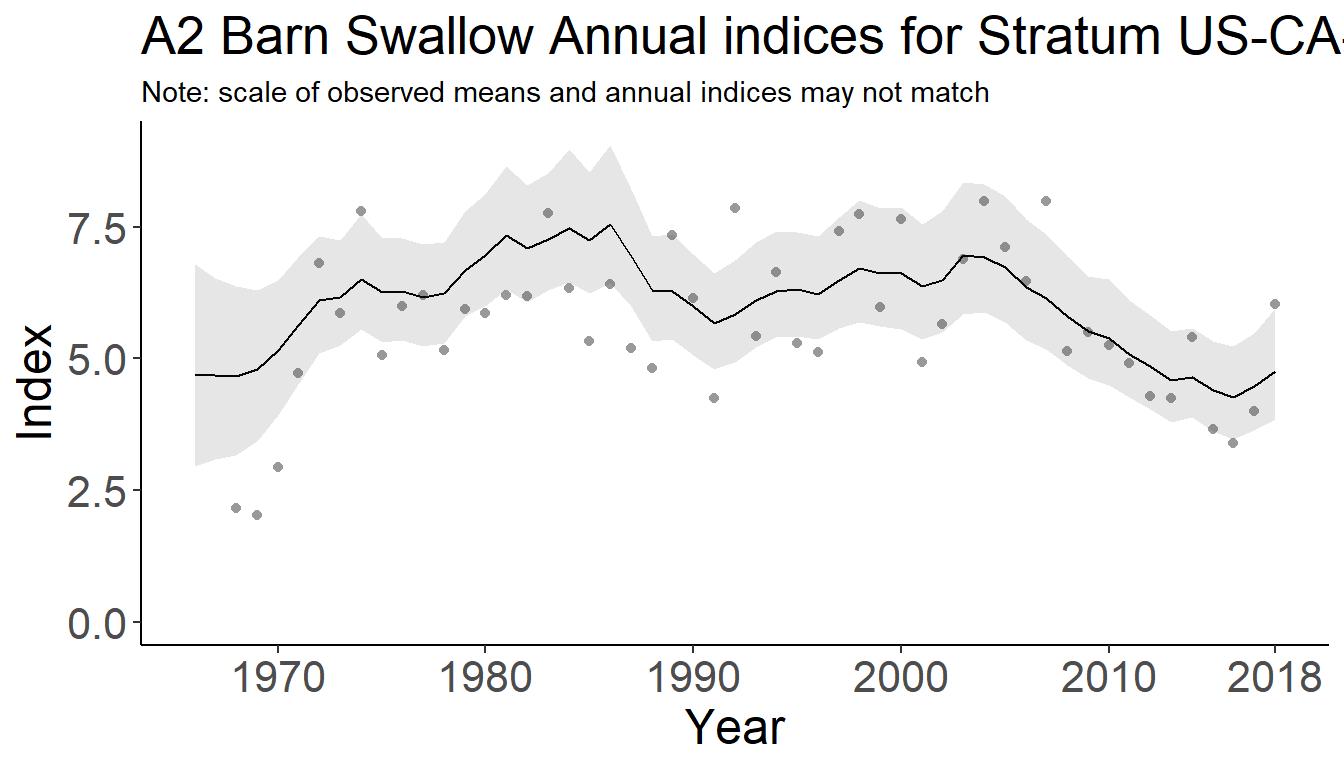 A2 Barn Swallow Annual indices for Stratum US-CA-
Note: scale of observed means and annual indices may not match
Index
7.5
5.0
2.5
0.0
1970 1980 1990 2000 2010 2018
Year